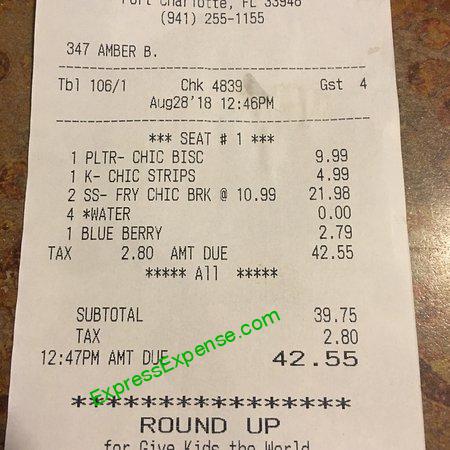 Port Charlotte, FL 33948
(941) 255-1155
347 AMBER B.
Tbl 106/1 Chk 4839 Gst 4
Aug28'18 12:46PM
*** SEAT # 1 ***
1 PLTR- CHIC BISC 9.99
1 K- CHIC STRIPS 4.99
2 SS- FRY CHIC BRK @ 10.99 21.98
4 *WATER 0.00
1 BLUE BERRY 2.79
TAX 2.80 AMT DUE 42.55
***** All *****
SUBTOTAL 39.75
TAX 2.80
12:47PM AMT DUE 42.55
ExpressExpense.com
****************
ROUND UP
for Give Kids the World